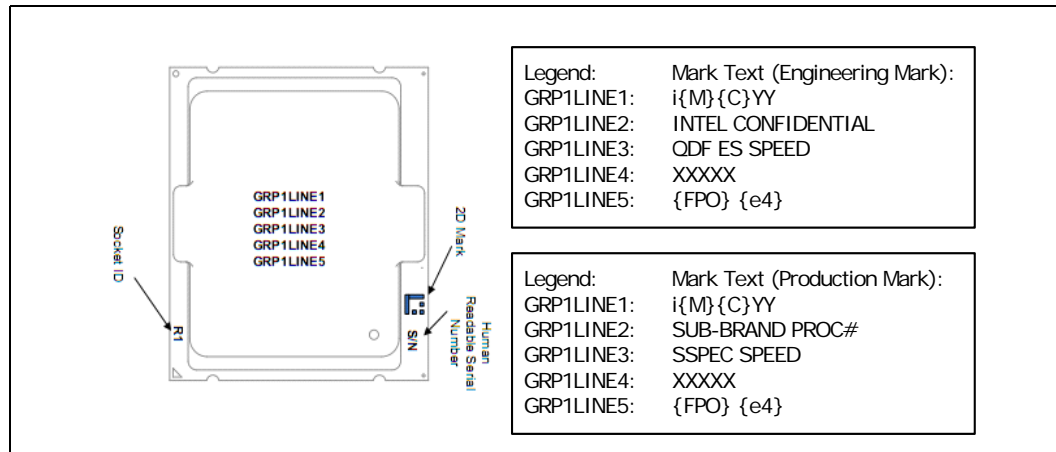 GRP1LINE1
GRP1LINE2
GRP1LINE3
GRP1LINE4
GRP1LINE5
Socket ID
R1
2D Mark
S/N
Human
Readable Serial
Number
Legend: Mark Text (Engineering Mark):
GRP1LINE1: i{M}{C}YY
GRP1LINE2: INTEL CONFIDENTIAL
GRP1LINE3: QDF ES SPEED
GRP1LINE4: XXXXX
GRP1LINE5: {FPO} {e4}
Legend: Mark Text (Production Mark):
GRP1LINE1: i{M}{C}YY
GRP1LINE2: SUB-BRAND PROC#
GRP1LINE3: SSPEC SPEED
GRP1LINE4: XXXXX
GRP1LINE5: {FPO} {e4}